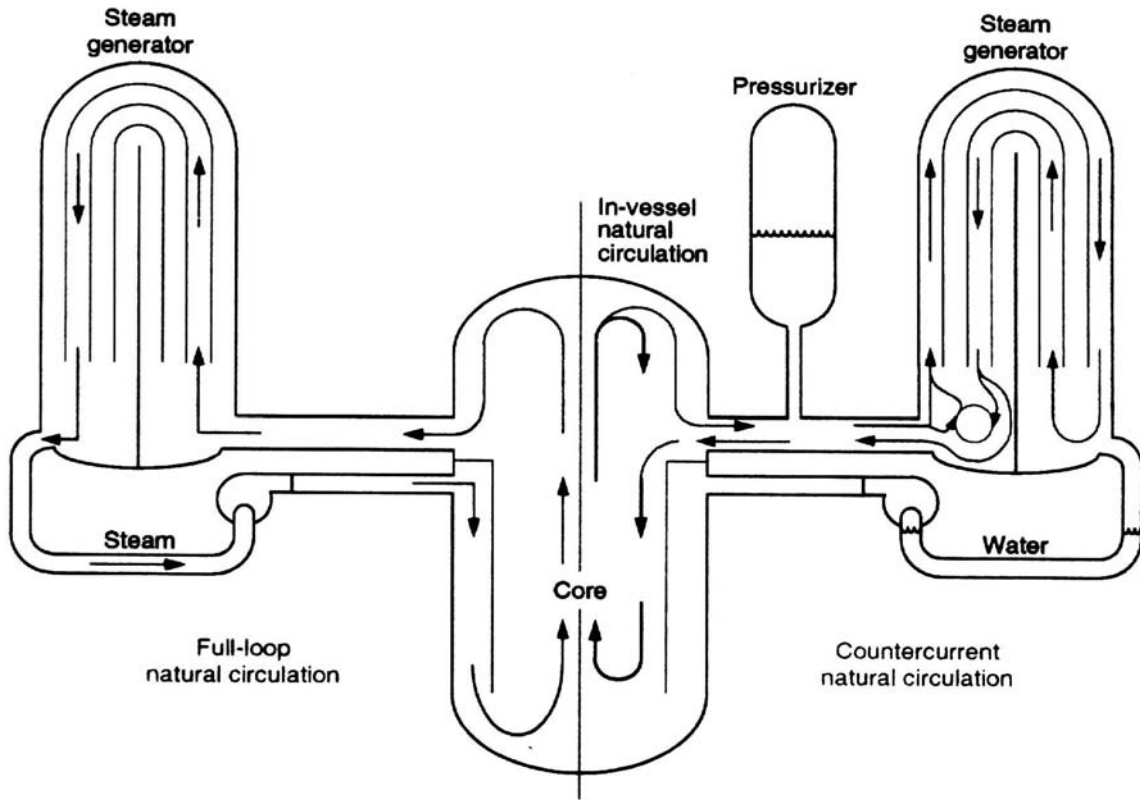 Steam
generator
Steam
generator
Pressurizer
In-vessel
natural
circulation
Steam
Water
Core
Full-loop
natural circulation
Countercurrent
natural circulation